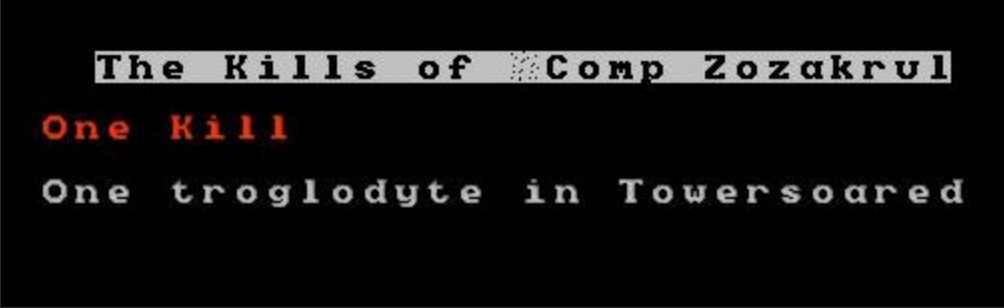 The Kills of ░Comp Zozakrul
One Kill
One troglodyte in Towersoared